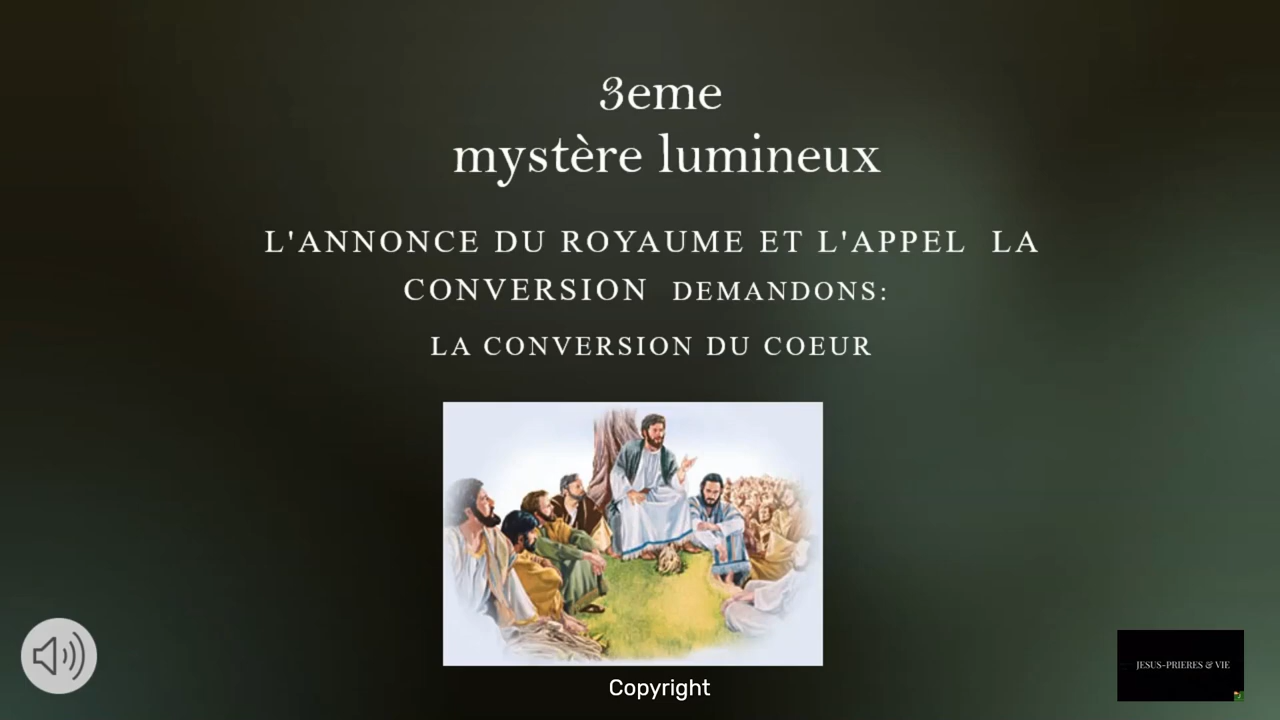 3eme
mystère lumineux
L'ANNONCE DU ROYAUME ET L'APPEL LA
CONVERSION DEMANDONS:
LA CONVERSION DU COEUR
Copyright
JESUS-PRIERES & VIE